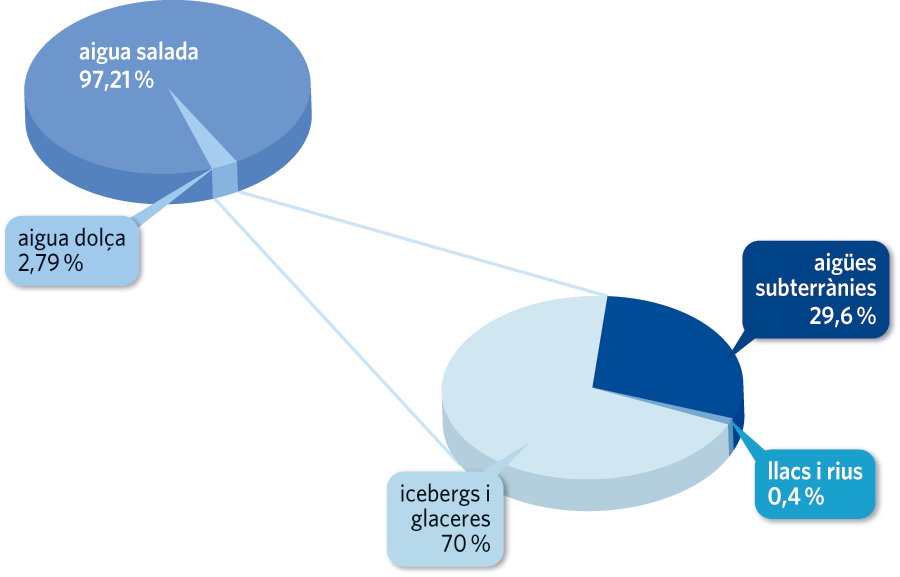 aigua salada
97,21 %
aigua dolça
2,79 %
aigües
subterrànies
29,6 %
llacs i rius
0,4 %
icebergs i
glaceres
70 %